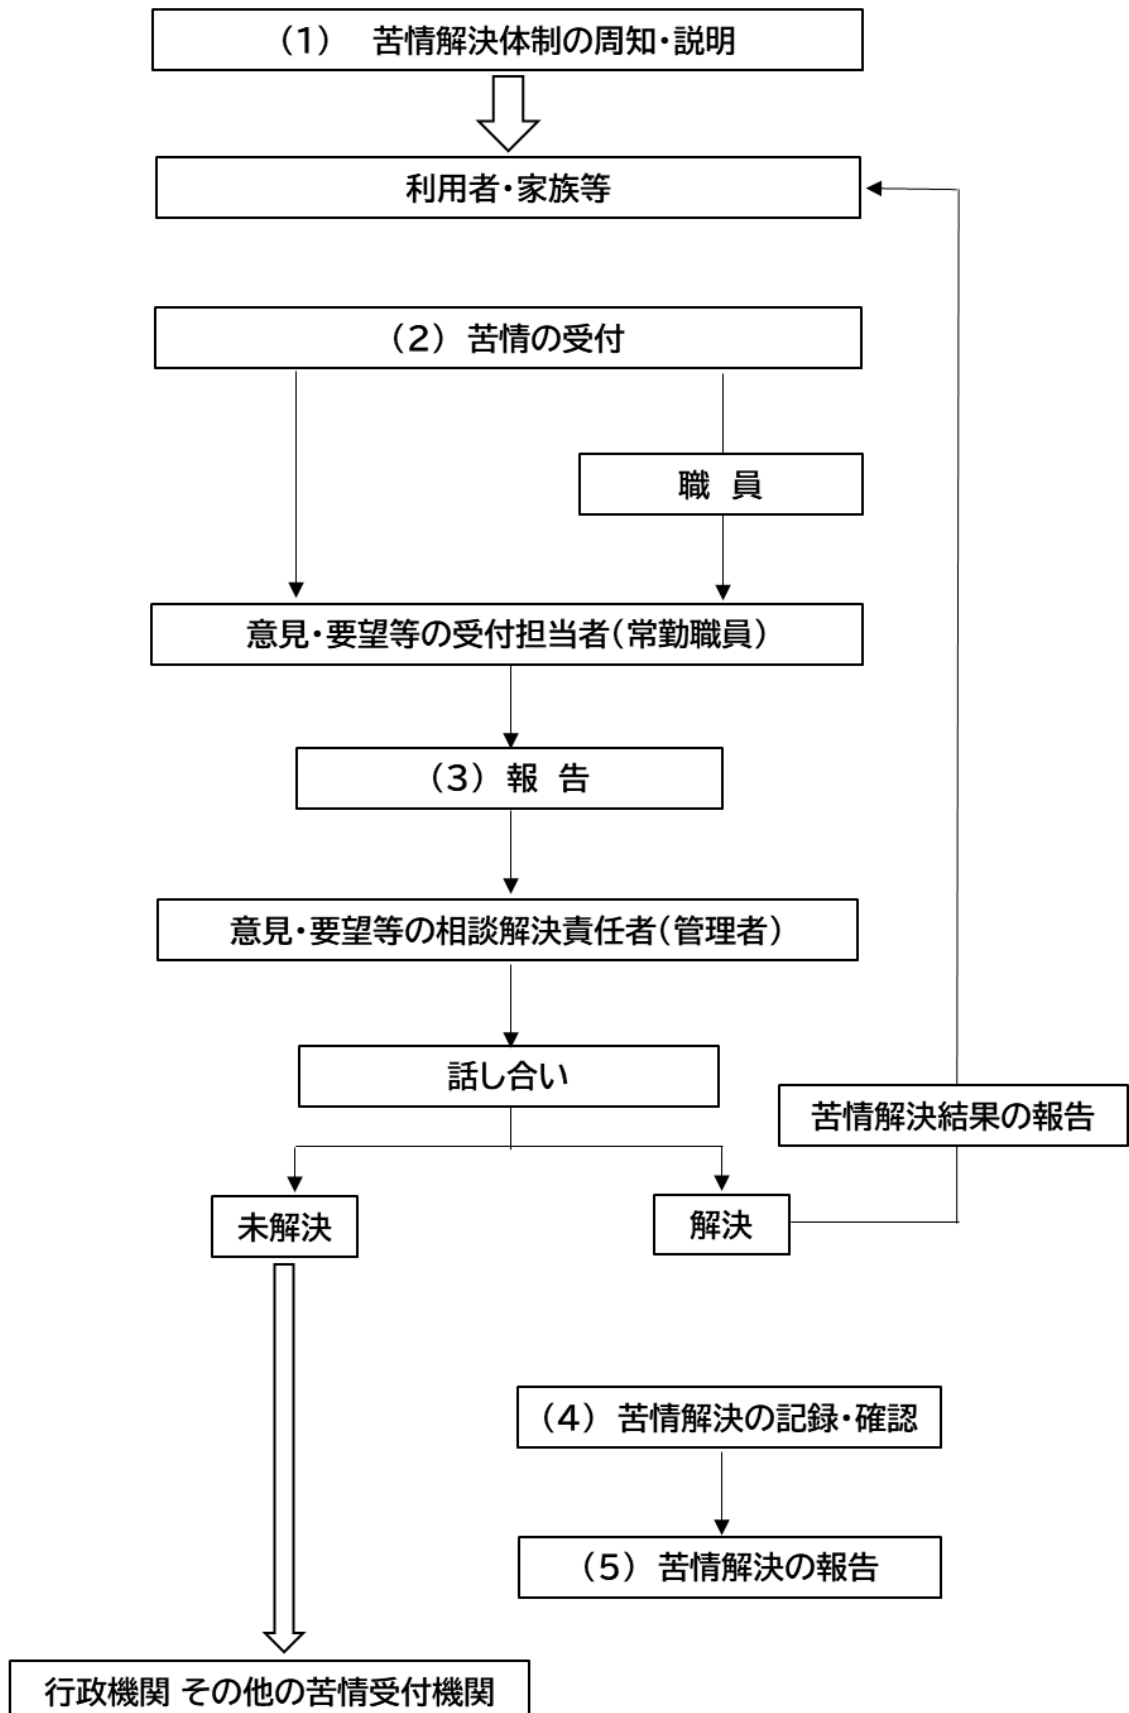 （1）　苦情解決体制の周知・説明
利用者・家族等
（2） 苦情の受付
職　員
意見・要望等の受付担当者（常勤職員）
（3） 報　告
意見・要望等の相談解決責任者（管理者）
話し合い
苦情解決結果の報告
未解決
解決
（4） 苦情解決の記録・確認
（5） 苦情解決の報告
行政機関 その他の苦情受付機関